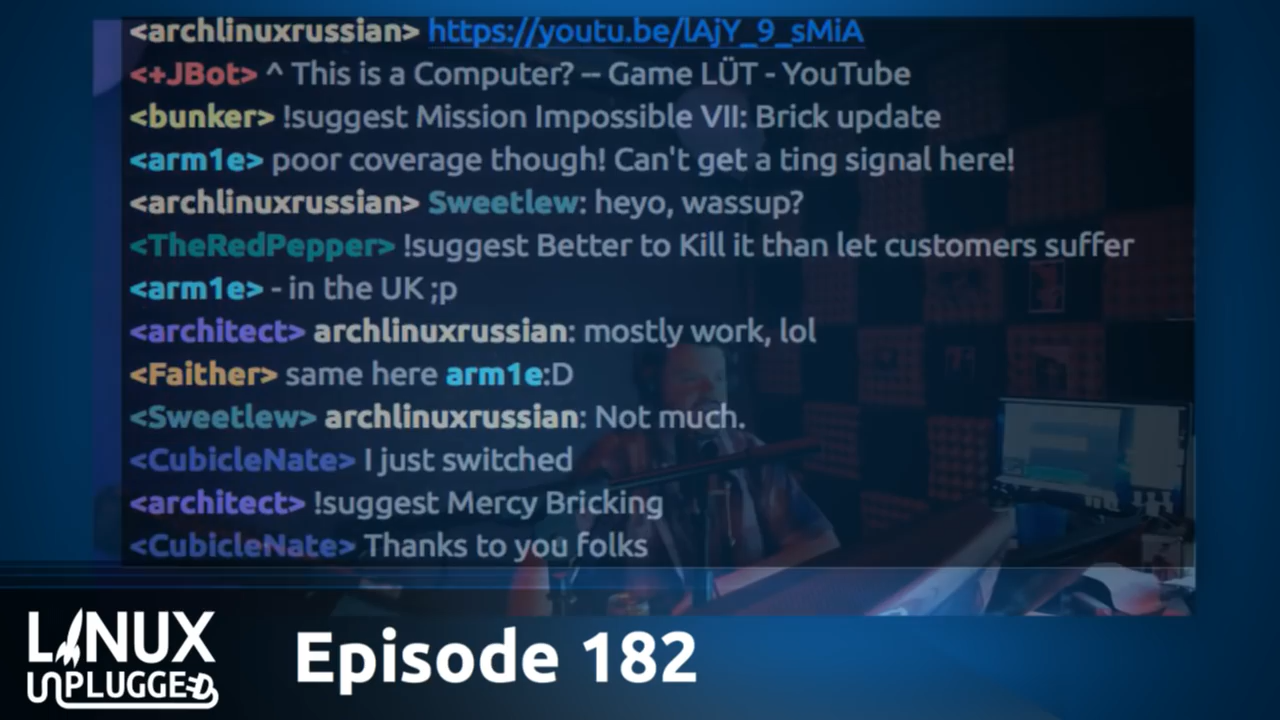 <archlinuxrussian> https://youtu.be/lAjY_9_sMiA
<+JBot> ^ This is a Computer? -- Game LÜT - YouTube
<bunker> !suggest Mission Impossible VII: Brick update
<arm1e> poor coverage though! Can't get a ting signal here!
<archlinuxrussian> Sweetlew: heyo, wassup?
<TheRedPepper> !suggest Better to Kill it than let customers suffer
<arm1e> - in the UK ;p
<architect> archlinuxrussian: mostly work, lol
<Faither> same here arm1e:D
<Sweetlew> archlinuxrussian: Not much.
<CubicleNate> I just switched
<architect> !suggest Mercy Bricking
<CubicleNate> Thanks to you folks
LINUX
UNPLUGGED
Episode 182